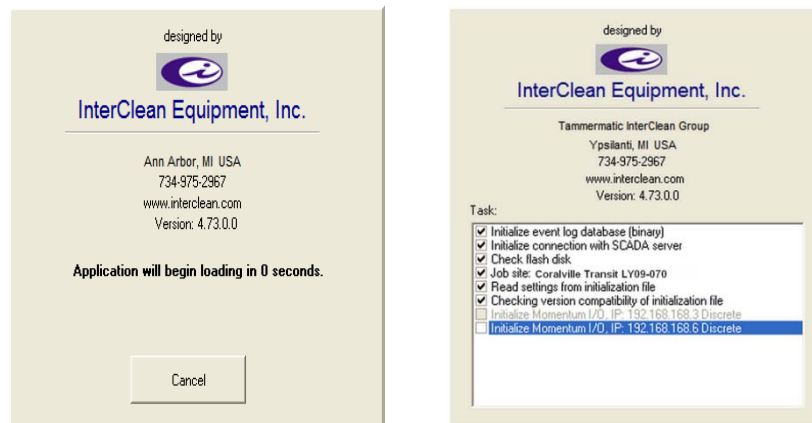 designed by
InterClean Equipment, Inc.
Ann Arbor, MI USA
734-975-2967
www.interclean.com
Version: 4.73.0.0
Application will begin loading in 0 seconds.
Cancel
designed by
InterClean Equipment, Inc.
Tammermatic InterClean Group
Ypsilanti, MI USA
734-975-2967
www.interclean.com
Version: 4.73.0.0
Task:
Initialize event log database (binary)
Initialize connection with SCADA server
Check flash disk
Job site: Coralville Transit LY09-070
Read settings from initialization file
Checking version compatibility of initialization file
Initialize Momentum I/O, IP: 192.168.168.3 Discrete
Initialize Momentum I/O, IP: 192.168.168.6 Discrete